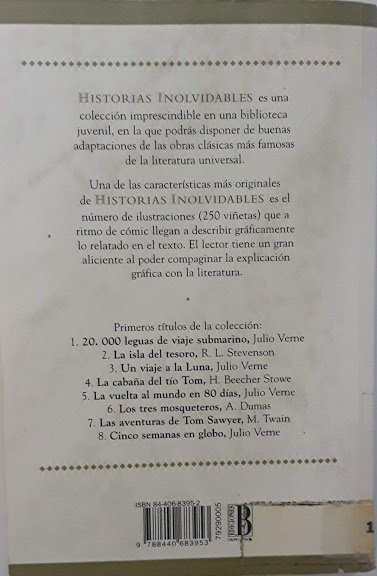 HISTORIAS INOLVIDABLES es una
colección imprescindible en una biblioteca
juvenil, en la que podrás disponer de buenas
adaptaciones de las obras clásicas más famosas
de la literatura universal.
Una de las características más originales
de HISTORIAS INOLVIDABLES es el
número de ilustraciones (250 viñetas) que a
ritmo de cómic llegan a describir gráficamente
lo relatado en el texto. El lector tiene un gran
aliciente al poder compaginar la explicación
gráfica con la literatura.
Primeros títulos de la colección:
1. 20. 000 leguas de viaje submarino, Julio Verne
2. La isla del tesoro, R. L. Stevenson
3. Un viaje a la Luna, Julio Verne
4. La cabaña del tío Tom, H. Beecher Stowe
5. La vuelta al mundo en 80 días, Julio Verne
6. Los tres mosqueteros, A. Dumas
7. Las aventuras de Tom Sawyer, M. Twain
8. Cinco semanas en globo, Julio Verne
ISBN 84-406-8395-2
9 788440 683953
79290005
EDICIONES
B
1